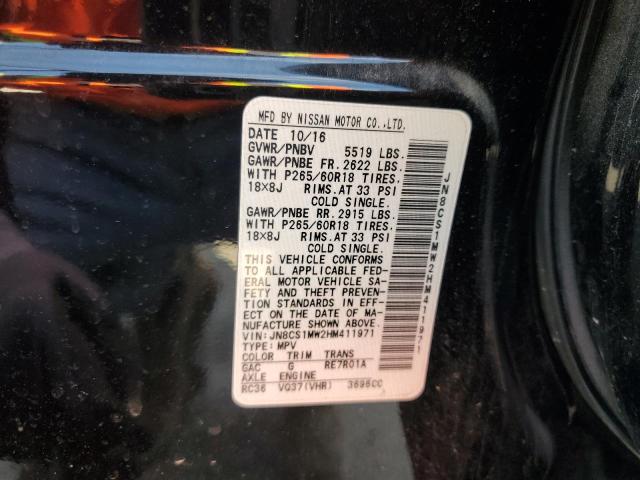 MFD BY NISSAN MOTOR CO.,LTD.
DATE 10/16
GVWR/PNBV 5519 LBS.
GAWR/PNBE FR. 2622 LBS.
WITH P265/60R18 TIRES.
18×8J RIMS.AT 33 PSI
COLD SINGLE.
GAWR/PNBE RR. 2915 LBS.
WITH P265/60R18 TIRES.
18×8J RIMS.AT 33 PSI
COLD SINGLE.
THIS VEHICLE CONFORMS
TO ALL APPLICABLE FED-
ERAL MOTOR VEHICLE SA-
FETY AND THEFT PREVEN-
TION STANDARDS IN EFF-
ECT ON THE DATE OF MA-
NUFACTURE SHOWN ABOVE.
VIN: JN8CS1MW2HM411971
TYPE: MPV
COLOR TRIM TRANS
GAC G RE7R01A
AXLE ENGINE
RC36 VQ37(VHR) 3696CC
JN8CS1MW2HM411971